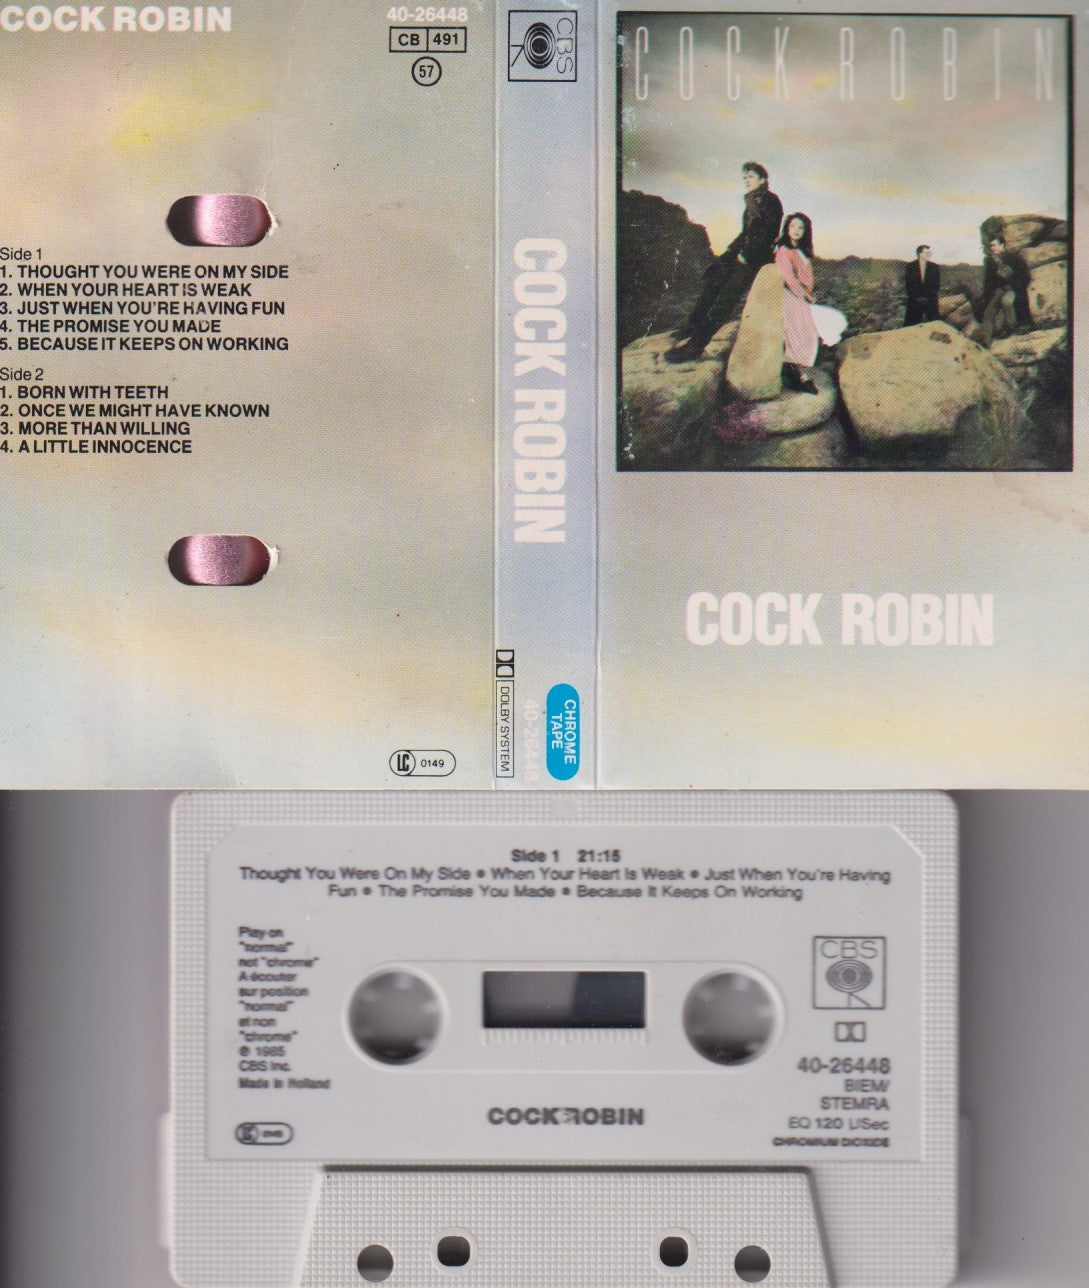 COCK ROBIN
40-26448
CB 491
57
Side 1
1. THOUGHT YOU WERE ON MY SIDE
2. WHEN YOUR HEART IS WEAK
3. JUST WHEN YOU'RE HAVING FUN
4. THE PROMISE YOU MADE
5. BECAUSE IT KEEPS ON WORKING
Side 2
1. BORN WITH TEETH
2. ONCE WE MIGHT HAVE KNOWN
3. MORE THAN WILLING
4. A LITTLE INNOCENCE
LC 0149
CBS
COCK ROBIN
DOLBY SYSTEM
40-26448
CHROME
TAPE
COCK ROBIN
COCK ROBIN
Side 1 21:15
Thought You Were On My Side • When Your Heart Is Weak • Just When You're Having
Fun • The Promise You Made • Because It Keeps On Working
Play on
"normal"
not "chrome"
A écouter
sur position
"normal"
et non
"chrome"
℗ 1985
CBS Inc.
Made in Holland
LC 0149
CBS
40-26448
BIEM/
STEMRA
EQ 120 µSec
CHROMIUM DIOXIDE
COCK ROBIN